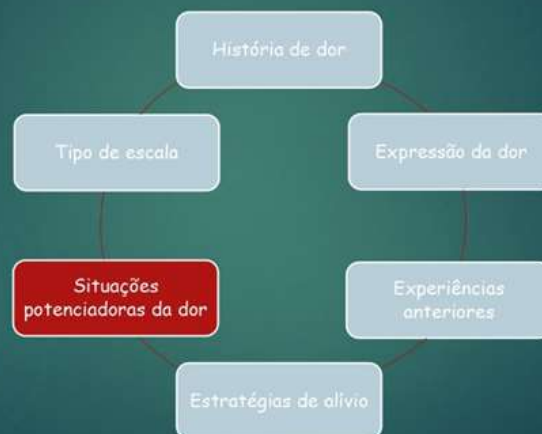 História de dor
Tipo de escala
Expressão da dor
Situações
potenciadoras da dor
Experiências
anteriores
Estratégias de alívio